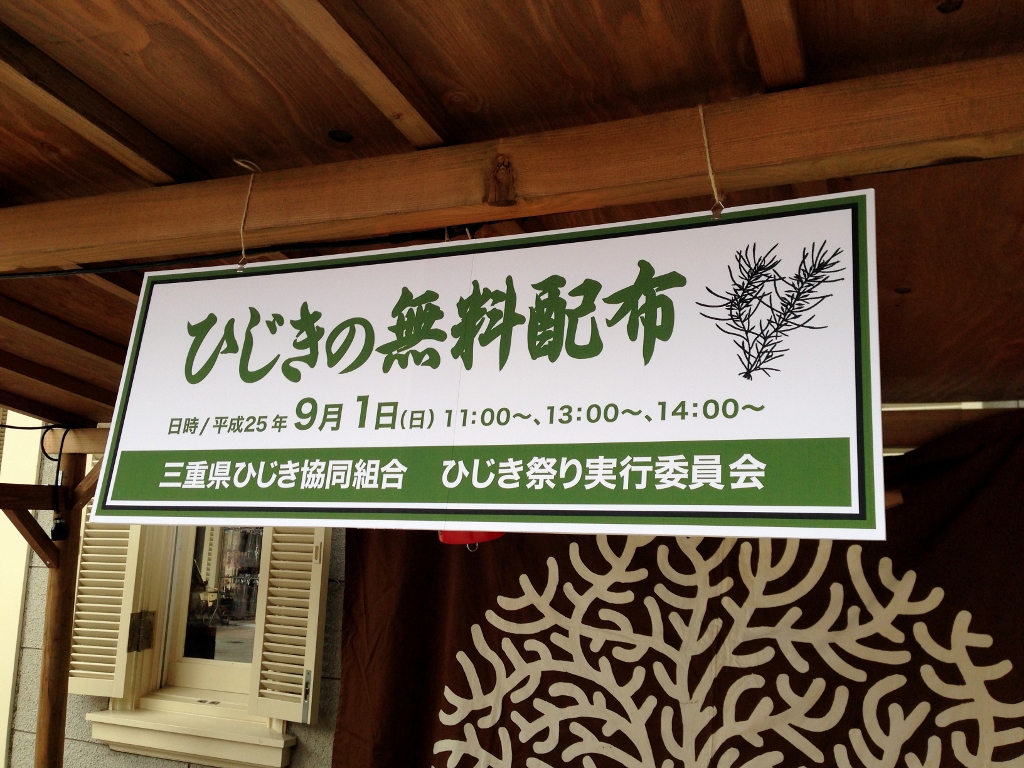 ひじきの無料配布
日時/平成25年 9月1日(日) 11:00〜、13:00〜、14:00〜
三重県ひじき協同組合　ひじき祭り実行委員会